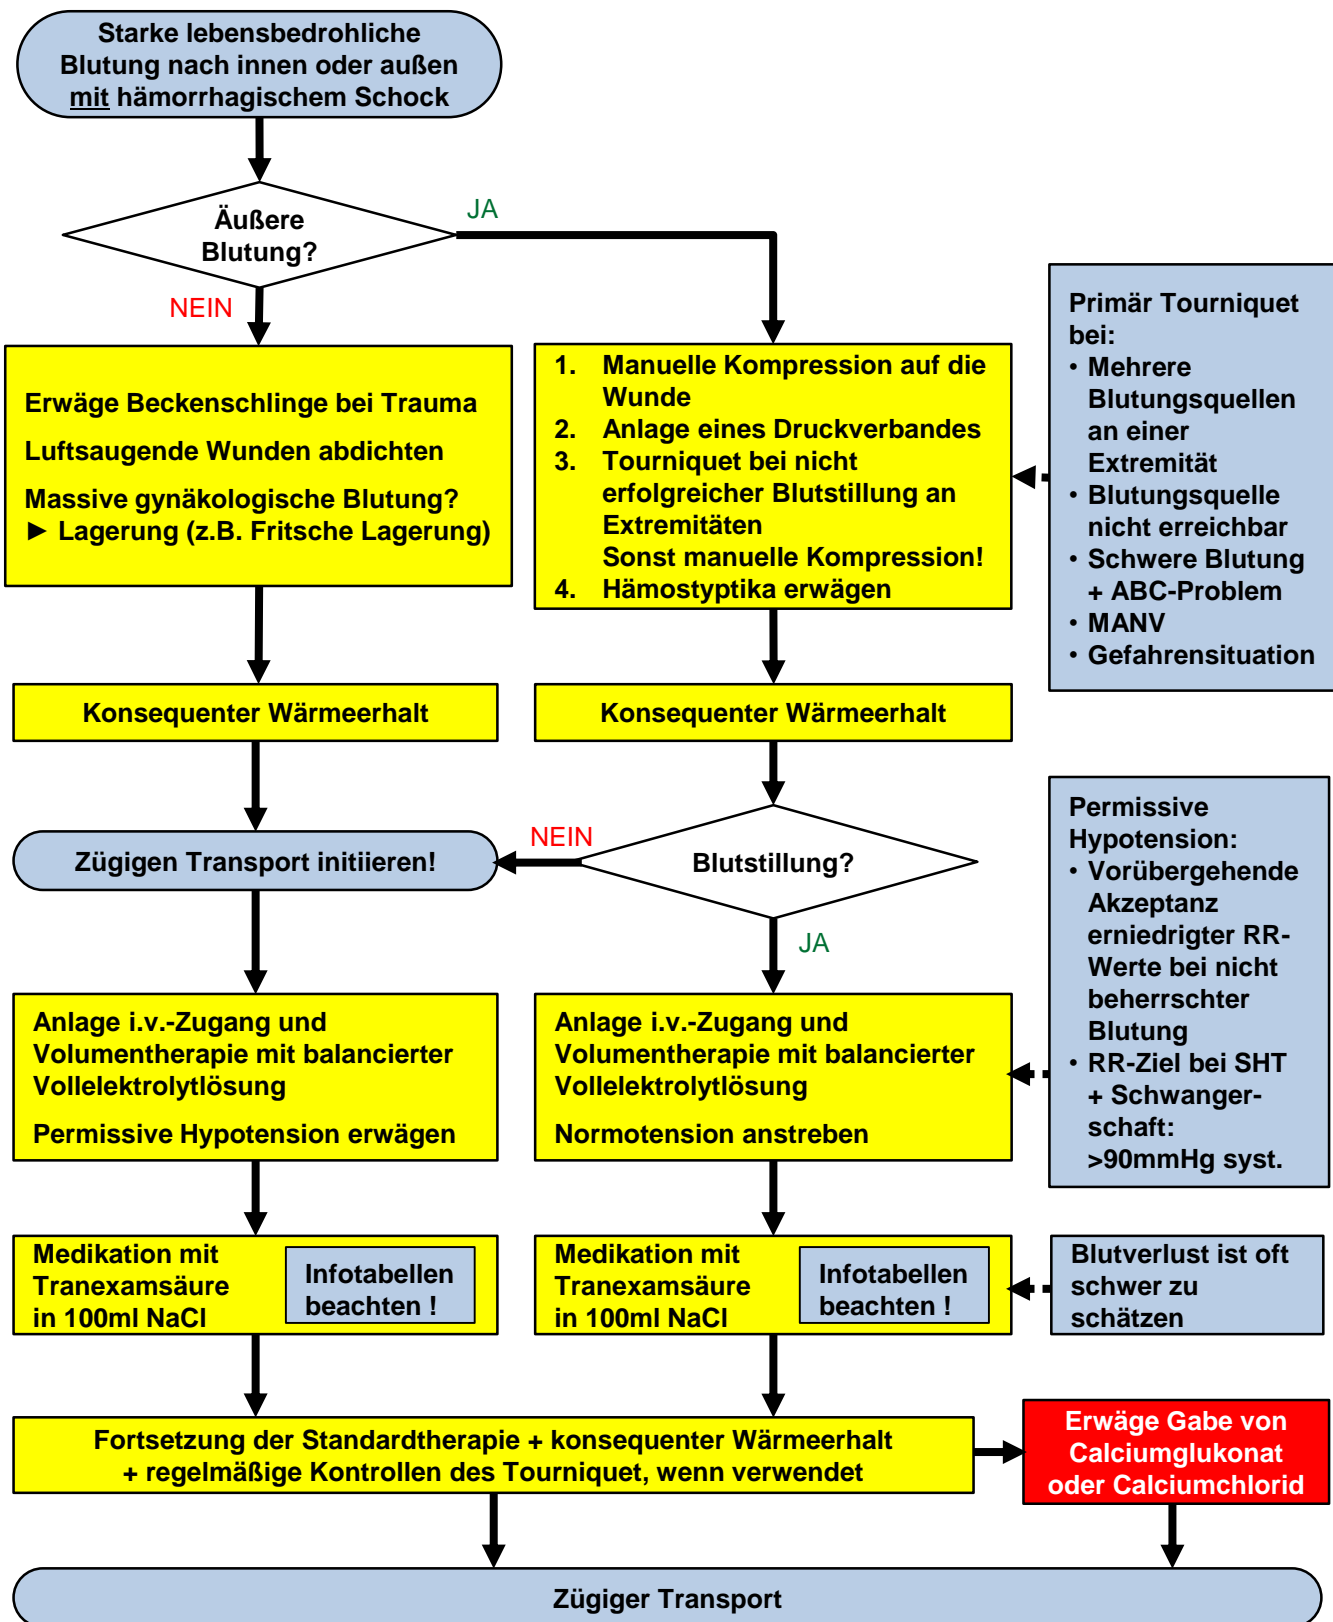 Starke lebensbedrohliche
Blutung nach innen oder außen
mit hämorrhagischem Schock
Äußere
Blutung?
JA
NEIN
Erwäge Beckenschlinge bei Trauma
Luftsaugende Wunden abdichten
Massive gynäkologische Blutung?
► Lagerung (z.B. Fritsche Lagerung)
1. Manuelle Kompression auf die
Wunde
2. Anlage eines Druckverbandes
3. Tourniquet bei nicht
erfolgreicher Blutstillung an
Extremitäten
Sonst manuelle Kompression!
4. Hämostyptika erwägen
Primär Tourniquet
bei:
• Mehrere
Blutungsquellen
an einer
Extremität
• Blutungsquelle
nicht erreichbar
• Schwere Blutung
+ ABC-Problem
• MANV
• Gefahrensituation
Konsequenter Wärmeerhalt
Konsequenter Wärmeerhalt
Zügigen Transport initiieren!
NEIN
Blutstillung?
JA
Permissive
Hypotension:
• Vorübergehende
Akzeptanz
erniedrigter RR-
Werte bei nicht
beherrschter
Blutung
• RR-Ziel bei SHT
+ Schwanger-
schaft:
>90mmHg syst.
Anlage i.v.-Zugang und
Volumentherapie mit balancierter
Vollelektrolytlösung
Permissive Hypotension erwägen
Anlage i.v.-Zugang und
Volumentherapie mit balancierter
Vollelektrolytlösung
Normotension anstreben
Medikation mit
Tranexamsäure
in 100ml NaCl
Infotabellen
beachten !
Medikation mit
Tranexamsäure
in 100ml NaCl
Infotabellen
beachten !
Blutverlust ist oft
schwer zu
schätzen
Fortsetzung der Standardtherapie + konsequenter Wärmeerhalt
+ regelmäßige Kontrollen des Tourniquet, wenn verwendet
Erwäge Gabe von
Calciumglukonat
oder Calciumchlorid
Zügiger Transport